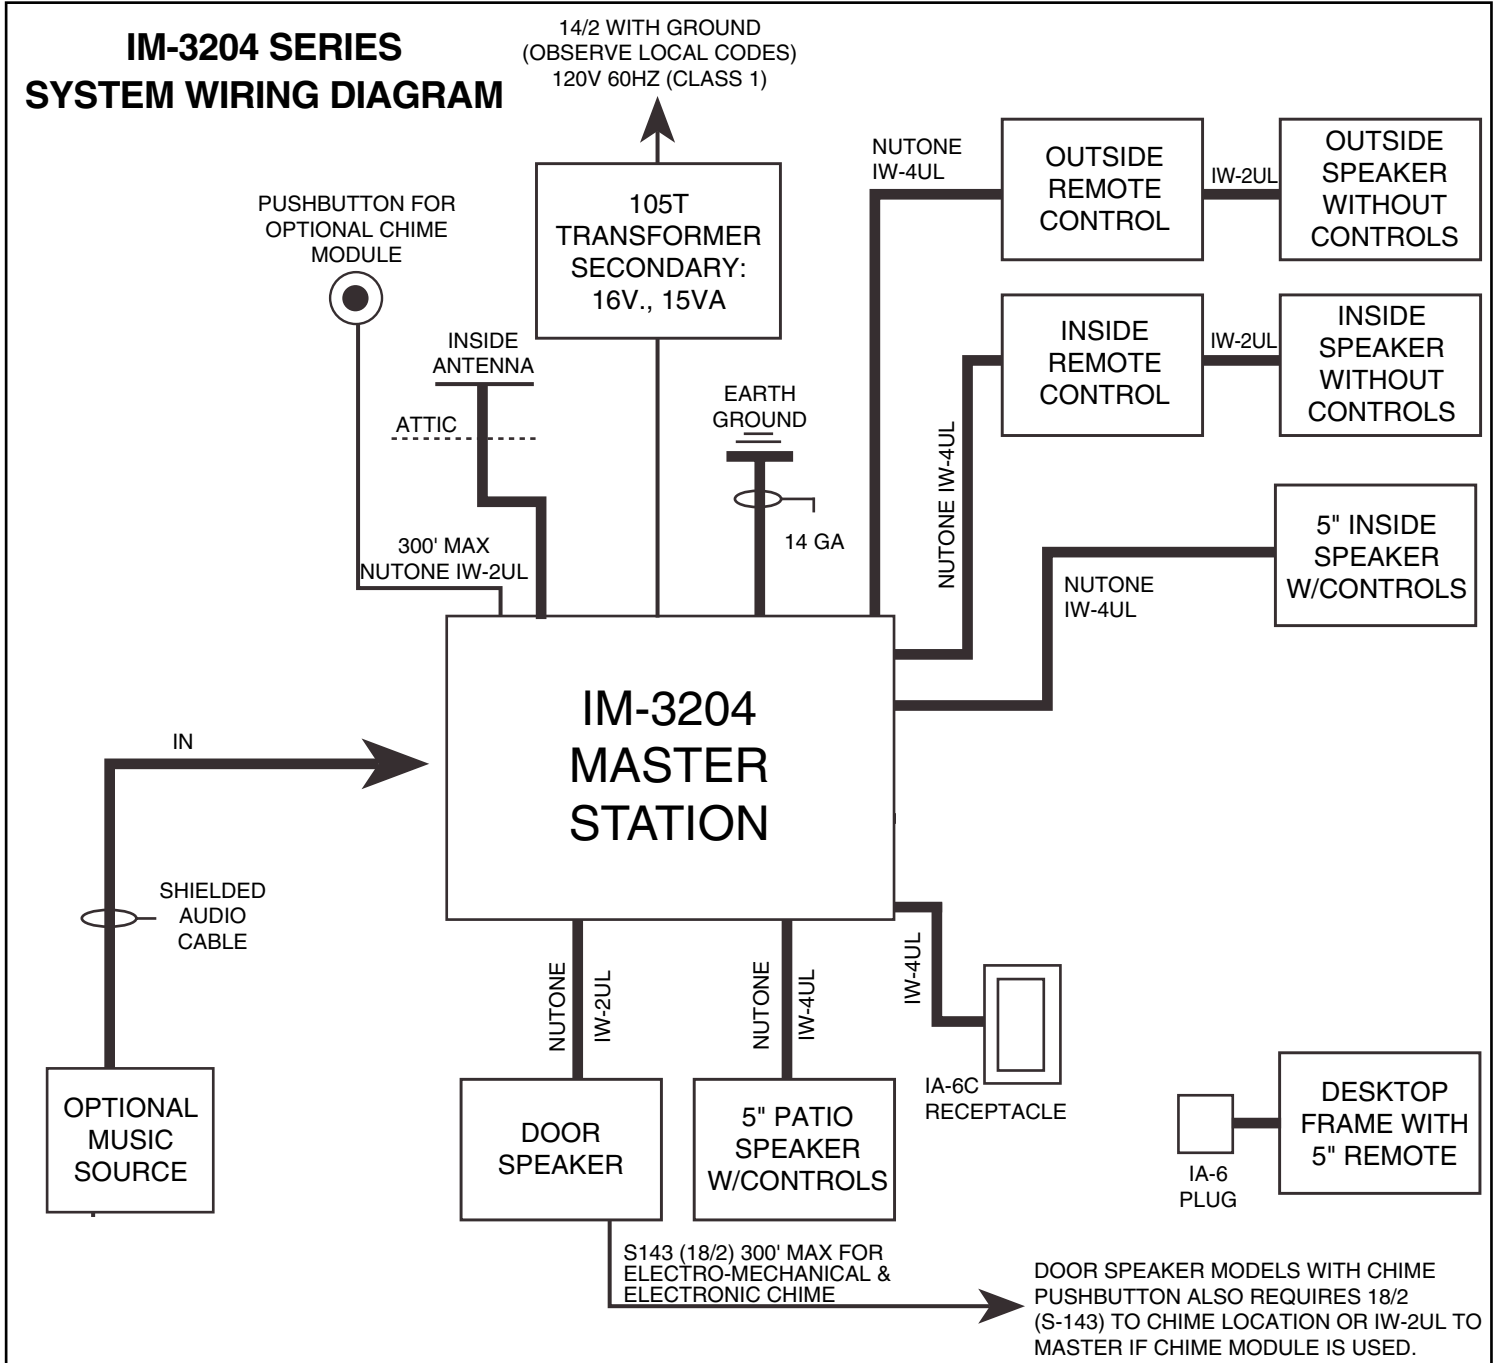 IM-3204 SERIES
SYSTEM WIRING DIAGRAM
14/2 WITH GROUND
(OBSERVE LOCAL CODES)
120V 60HZ (CLASS 1)
105T
TRANSFORMER
SECONDARY:
16V., 15VA
PUSHBUTTON FOR
OPTIONAL CHIME
MODULE
INSIDE
ANTENNA
ATTIC
300' MAX
NUTONE IW-2UL
EARTH
GROUND
14 GA
NUTONE
IW-4UL
OUTSIDE
REMOTE
CONTROL
IW-2UL
OUTSIDE
SPEAKER
WITHOUT
CONTROLS
NUTONE IW-4UL
INSIDE
REMOTE
CONTROL
IW-2UL
INSIDE
SPEAKER
WITHOUT
CONTROLS
NUTONE
IW-4UL
5" INSIDE
SPEAKER
W/CONTROLS
IM-3204
MASTER
STATION
IN
SHIELDED
AUDIO
CABLE
OPTIONAL
MUSIC
SOURCE
NUTONE
IW-2UL
DOOR
SPEAKER
NUTONE
IW-4UL
5" PATIO
SPEAKER
W/CONTROLS
IW-4UL
IA-6C
RECEPTACLE
IA-6
PLUG
DESKTOP
FRAME WITH
5" REMOTE
S143 (18/2) 300' MAX FOR
ELECTRO-MECHANICAL &
ELECTRONIC CHIME
DOOR SPEAKER MODELS WITH CHIME
PUSHBUTTON ALSO REQUIRES 18/2
(S-143) TO CHIME LOCATION OR IW-2UL TO
MASTER IF CHIME MODULE IS USED.